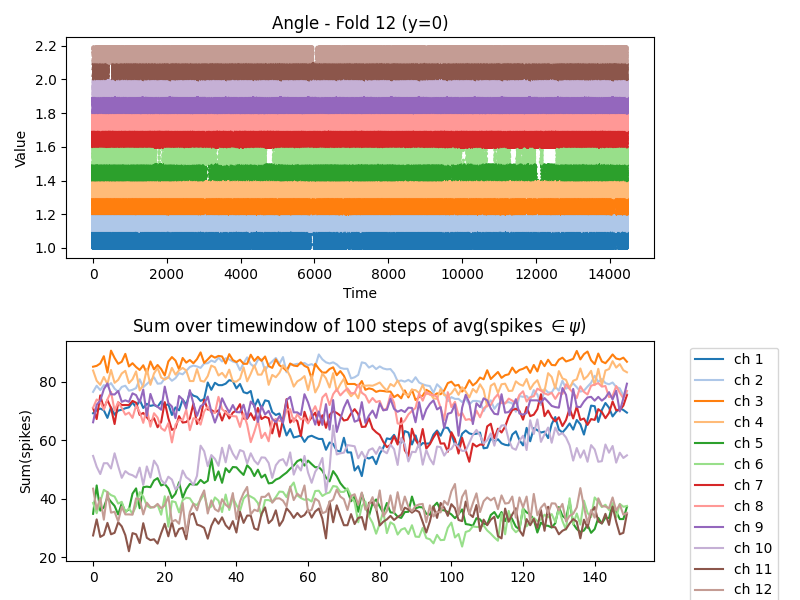 Angle - Fold 12 (y=0)
Value
2.2
2.0
1.8
1.6
1.4
1.2
1.0
0 2000 4000 6000 8000 10000 12000 14000
Time
Sum over timewindow of 100 steps of avg(spikes ∈ ψ)
Sum(spikes)
80
60
40
20
0 20 40 60 80 100 120 140
ch 1
ch 2
ch 3
ch 4
ch 5
ch 6
ch 7
ch 8
ch 9
ch 10
ch 11
ch 12